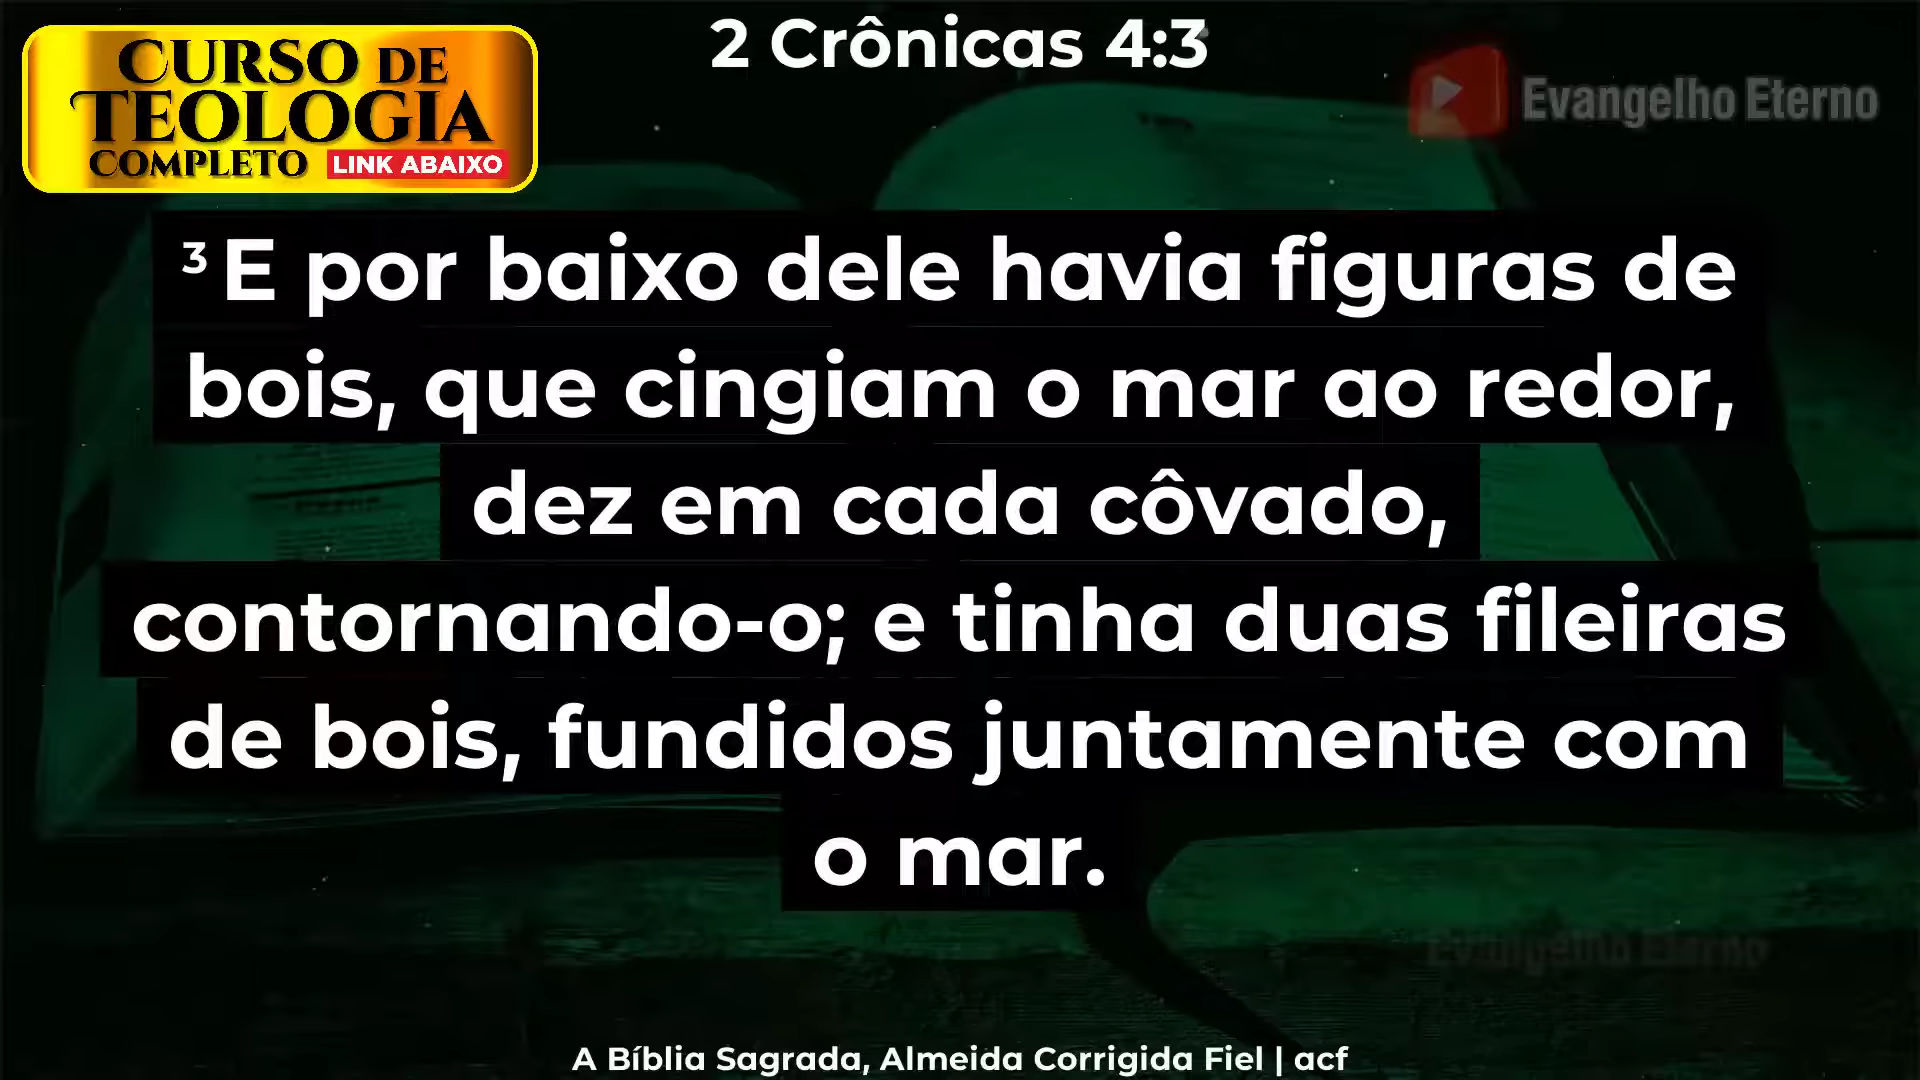 2 Crônicas 4:3
CURSO DE
TEOLOGIA
COMPLETO LINK ABAIXO
Evangelho Eterno
3 E por baixo dele havia figuras de
bois, que cingiam o mar ao redor,
dez em cada côvado,
contornando-o; e tinha duas fileiras
de bois, fundidos juntamente com
o mar.
Evangelho Eterno
A Bíblia Sagrada, Almeida Corrigida Fiel | acf